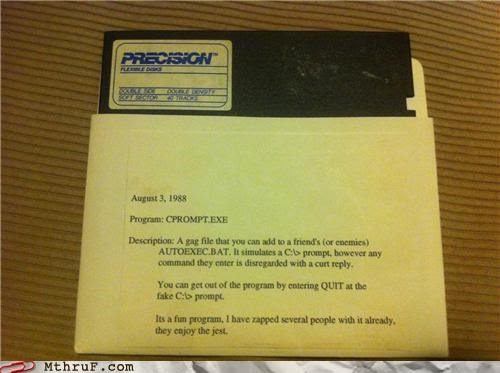 PRECISION™
FLEXIBLE DISKS
DOUBLE SIDE DOUBLE DENSITY
SOFT SECTOR 40 TRACKS
August 3, 1988
Program: CPROMPT.EXE
Description: A gag file that you can add to a friend's (or enemies)
AUTOEXEC.BAT. It simulates a C:\> prompt, however any
command they enter is disregarded with a curt reply.
You can get out of the program by entering QUIT at the
fake C:\> prompt.
Its a fun program, I have zapped several people with it already,
they enjoy the jest.
MThruF.com